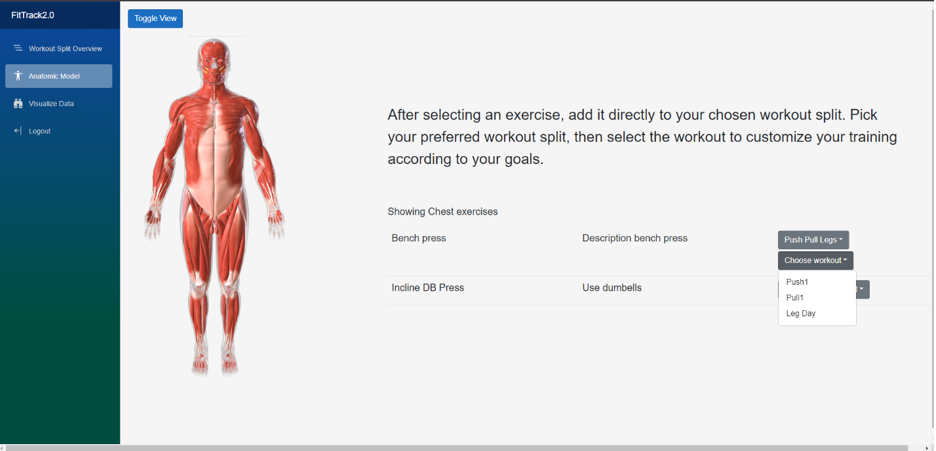 FitTrack2.0
Workout Split Overview
Anatomic Model
Visualize Data
Logout
Toggle View
After selecting an exercise, add it directly to your chosen workout split. Pick
your preferred workout split, then select the workout to customize your training
according to your goals.
Showing Chest exercises
Bench press Description bench press Push Pull Legs
Choose workout
Incline DB Press Use dumbells
Push1
Pull1
Leg Day